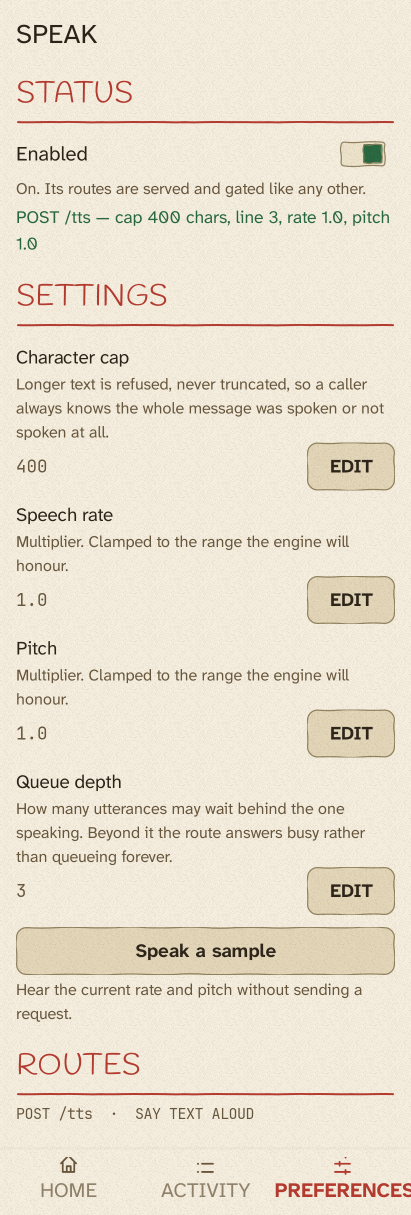 SPEAK
STATUS
Enabled
On. Its routes are served and gated like any other.
POST /tts — cap 400 chars, line 3, rate 1.0, pitch
1.0
SETTINGS
Character cap
Longer text is refused, never truncated, so a caller
always knows the whole message was spoken or not
spoken at all.
400
EDIT
Speech rate
Multiplier. Clamped to the range the engine will
honour.
1.0
EDIT
Pitch
Multiplier. Clamped to the range the engine will
honour.
1.0
EDIT
Queue depth
How many utterances may wait behind the one
speaking. Beyond it the route answers busy rather
than queueing forever.
3
EDIT
Speak a sample
Hear the current rate and pitch without sending a
request.
ROUTES
POST /tts · SAY TEXT ALOUD
HOME
ACTIVITY
PREFERENCES